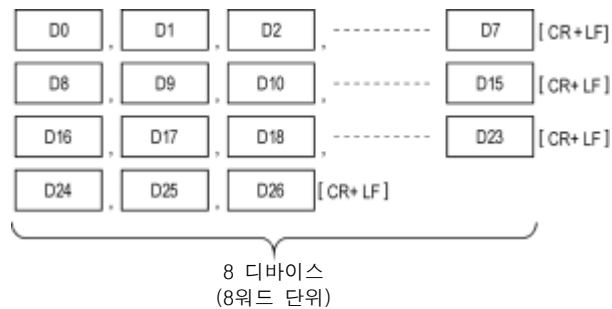 D0 , D1 , D2 , D7 [CR+LF]
D8 , D9 , D10 , D15 [CR+LF]
D16 , D17 , D18 , D23 [CR+LF]
D24 , D25 , D26 [CR+LF]
8 디바이스
(8워드 단위)